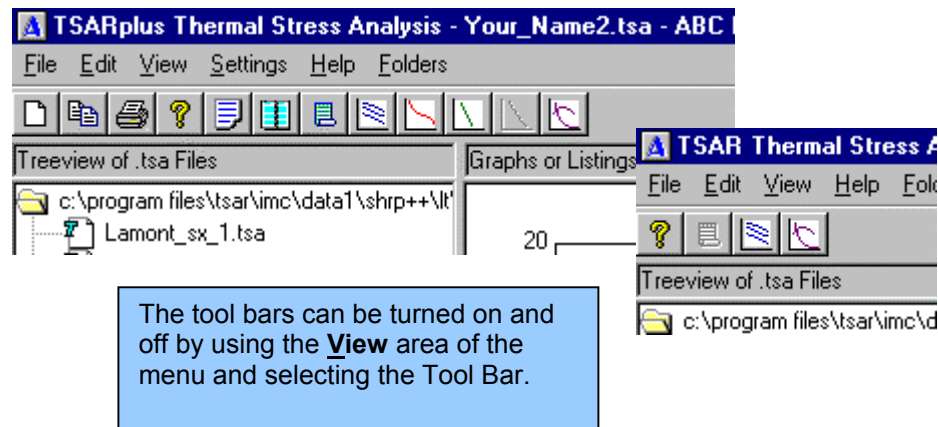 TSARplus Thermal Stress Analysis - Your_Name2.tsa - ABC
File Edit View Settings Help Folders
Treeview of .tsa Files
Graphs or Listings
c:\program files\tsar\imc\data1\shrp++\lt
Lamont_sx_1.tsa
20
TSAR Thermal Stress A
File Edit View Help Fol
Treeview of .tsa Files
c:\program files\tsar\imc\d
The tool bars can be turned on and
off by using the View area of the
menu and selecting the Tool Bar.